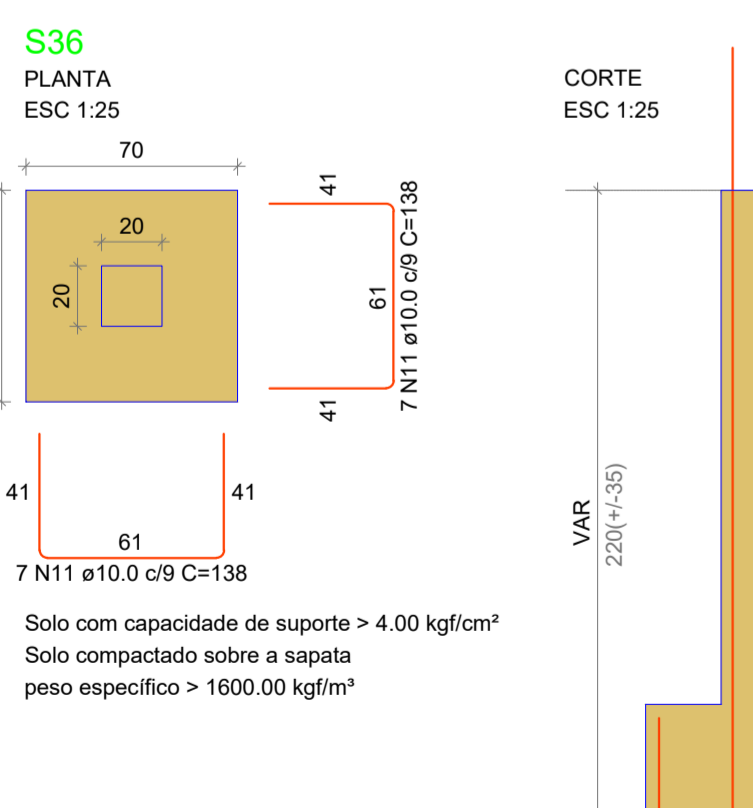 S36
PLANTA
ESC 1:25
70
20
20
41
61
41
7 N11 ø10.0 c/9 C=138
41
41
61
7 N11 ø10.0 c/9 C=138
Solo com capacidade de suporte > 4.00 kgf/cm²
Solo compactado sobre a sapata
peso específico > 1600.00 kgf/m³
CORTE
ESC 1:25
VAR
220(+/-35)